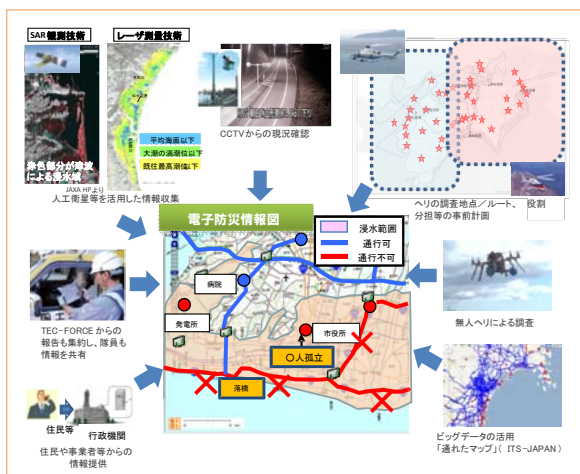 SAR観測技術
レーザ測量技術
赤色部分が津波
による浸水域
JAXA HPより
平均海面以下
大潮の満潮位以下
既往最高潮位以下
人工衛星等を活用した情報収集
CCTVからの現況確認
ヘリの調査地点/ルート、役割
分担等の事前計画
電子防災情報図
浸水範囲
通行可
通行不可
病院
発電所
市役所
〇人孤立
落橋
TEC-FORCEからの
報告も集約し、隊員も
情報を共有
無人ヘリによる調査
住民等
行政機関
住民や事業者等からの
情報提供
ビッグデータの活用
「通れたマップ」( ITS-JAPAN)